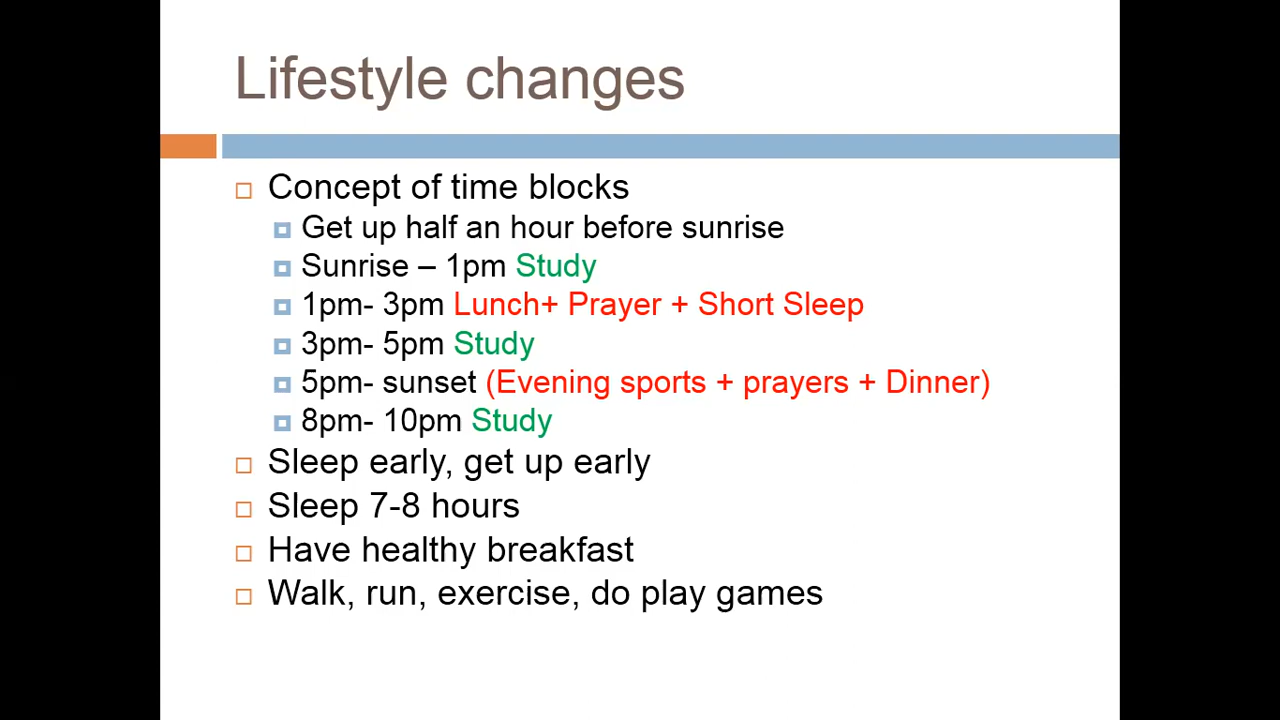 Lifestyle changes
Concept of time blocks
Get up half an hour before sunrise
Sunrise – 1pm Study
1pm- 3pm Lunch+ Prayer + Short Sleep
3pm- 5pm Study
5pm- sunset (Evening sports + prayers + Dinner)
8pm- 10pm Study
Sleep early, get up early
Sleep 7-8 hours
Have healthy breakfast
Walk, run, exercise, do play games